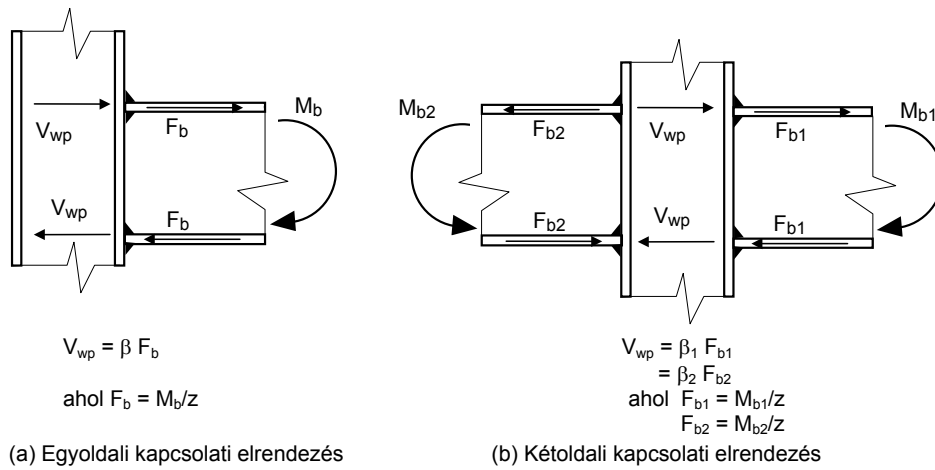 M_b
V_wp
F_b
V_wp
F_b
V_wp = β F_b
ahol F_b = M_b/z
(a) Egyoldali kapcsolati elrendezés
M_b2
F_b2
V_wp
F_b1
M_b1
F_b2
V_wp
F_b1
V_wp = β_1 F_b1
= β_2 F_b2
ahol F_b1 = M_b1/z
F_b2 = M_b2/z
(b) Kétoldali kapcsolati elrendezés